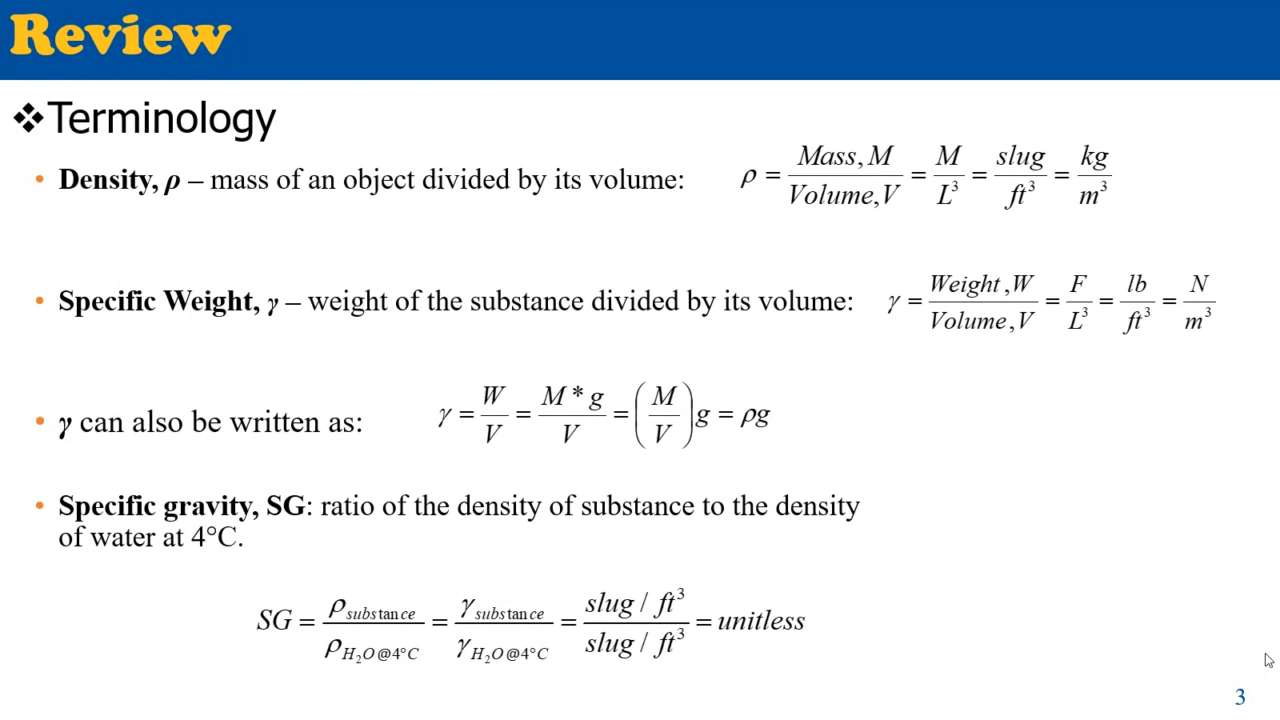 Review
❖Terminology
• Density, ρ – mass of an object divided by its volume: ρ = Mass, M / Volume, V = M / L³ = slug / ft³ = kg / m³
• Specific Weight, γ – weight of the substance divided by its volume: γ = Weight, W / Volume, V = F / L³ = lb / ft³ = N / m³
• γ can also be written as: γ = W / V = M * g / V = (M / V) g = ρg
• Specific gravity, SG: ratio of the density of substance to the density
of water at 4°C.
SG = ρ_substance / ρ_H₂O@4°C = γ_substance / γ_H₂O@4°C = slug / ft³ / slug / ft³ = unitless
3